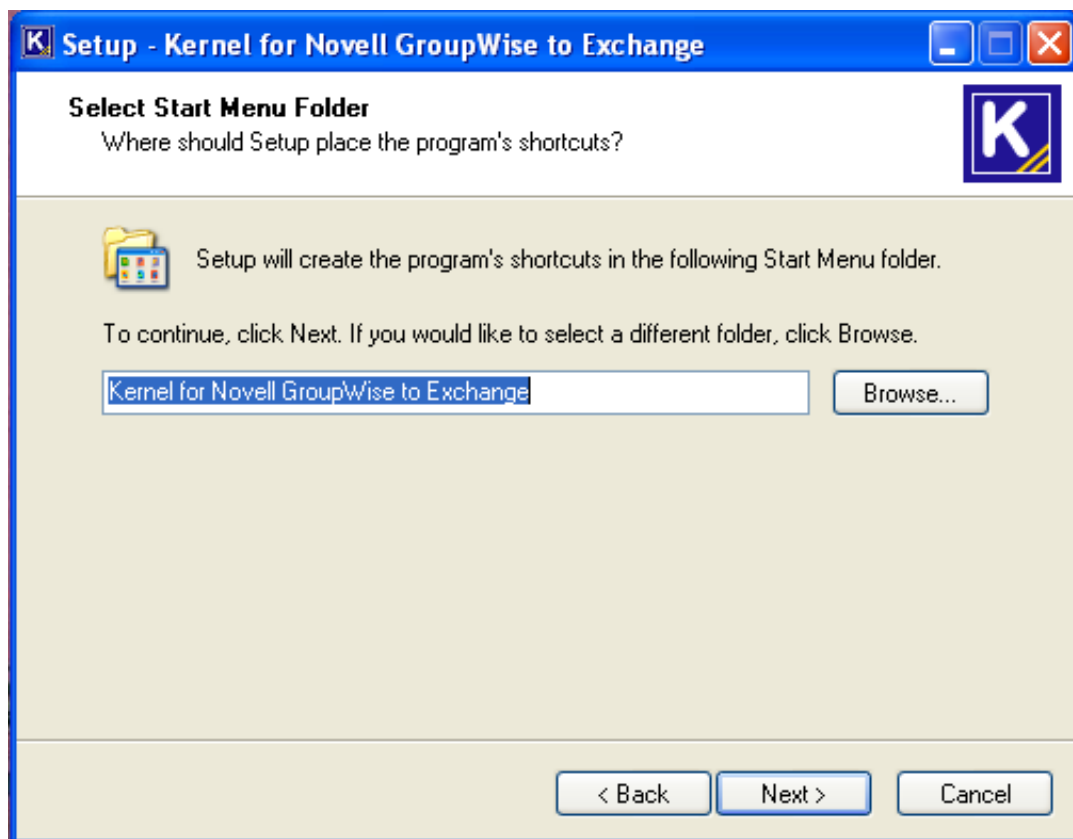 K Setup - Kernel for Novell GroupWise to Exchange
Select Start Menu Folder
Where should Setup place the program's shortcuts?
K
Setup will create the program's shortcuts in the following Start Menu folder.
To continue, click Next. If you would like to select a different folder, click Browse.
Kernel for Novell GroupWise to Exchange
Browse...
< Back
Next >
Cancel